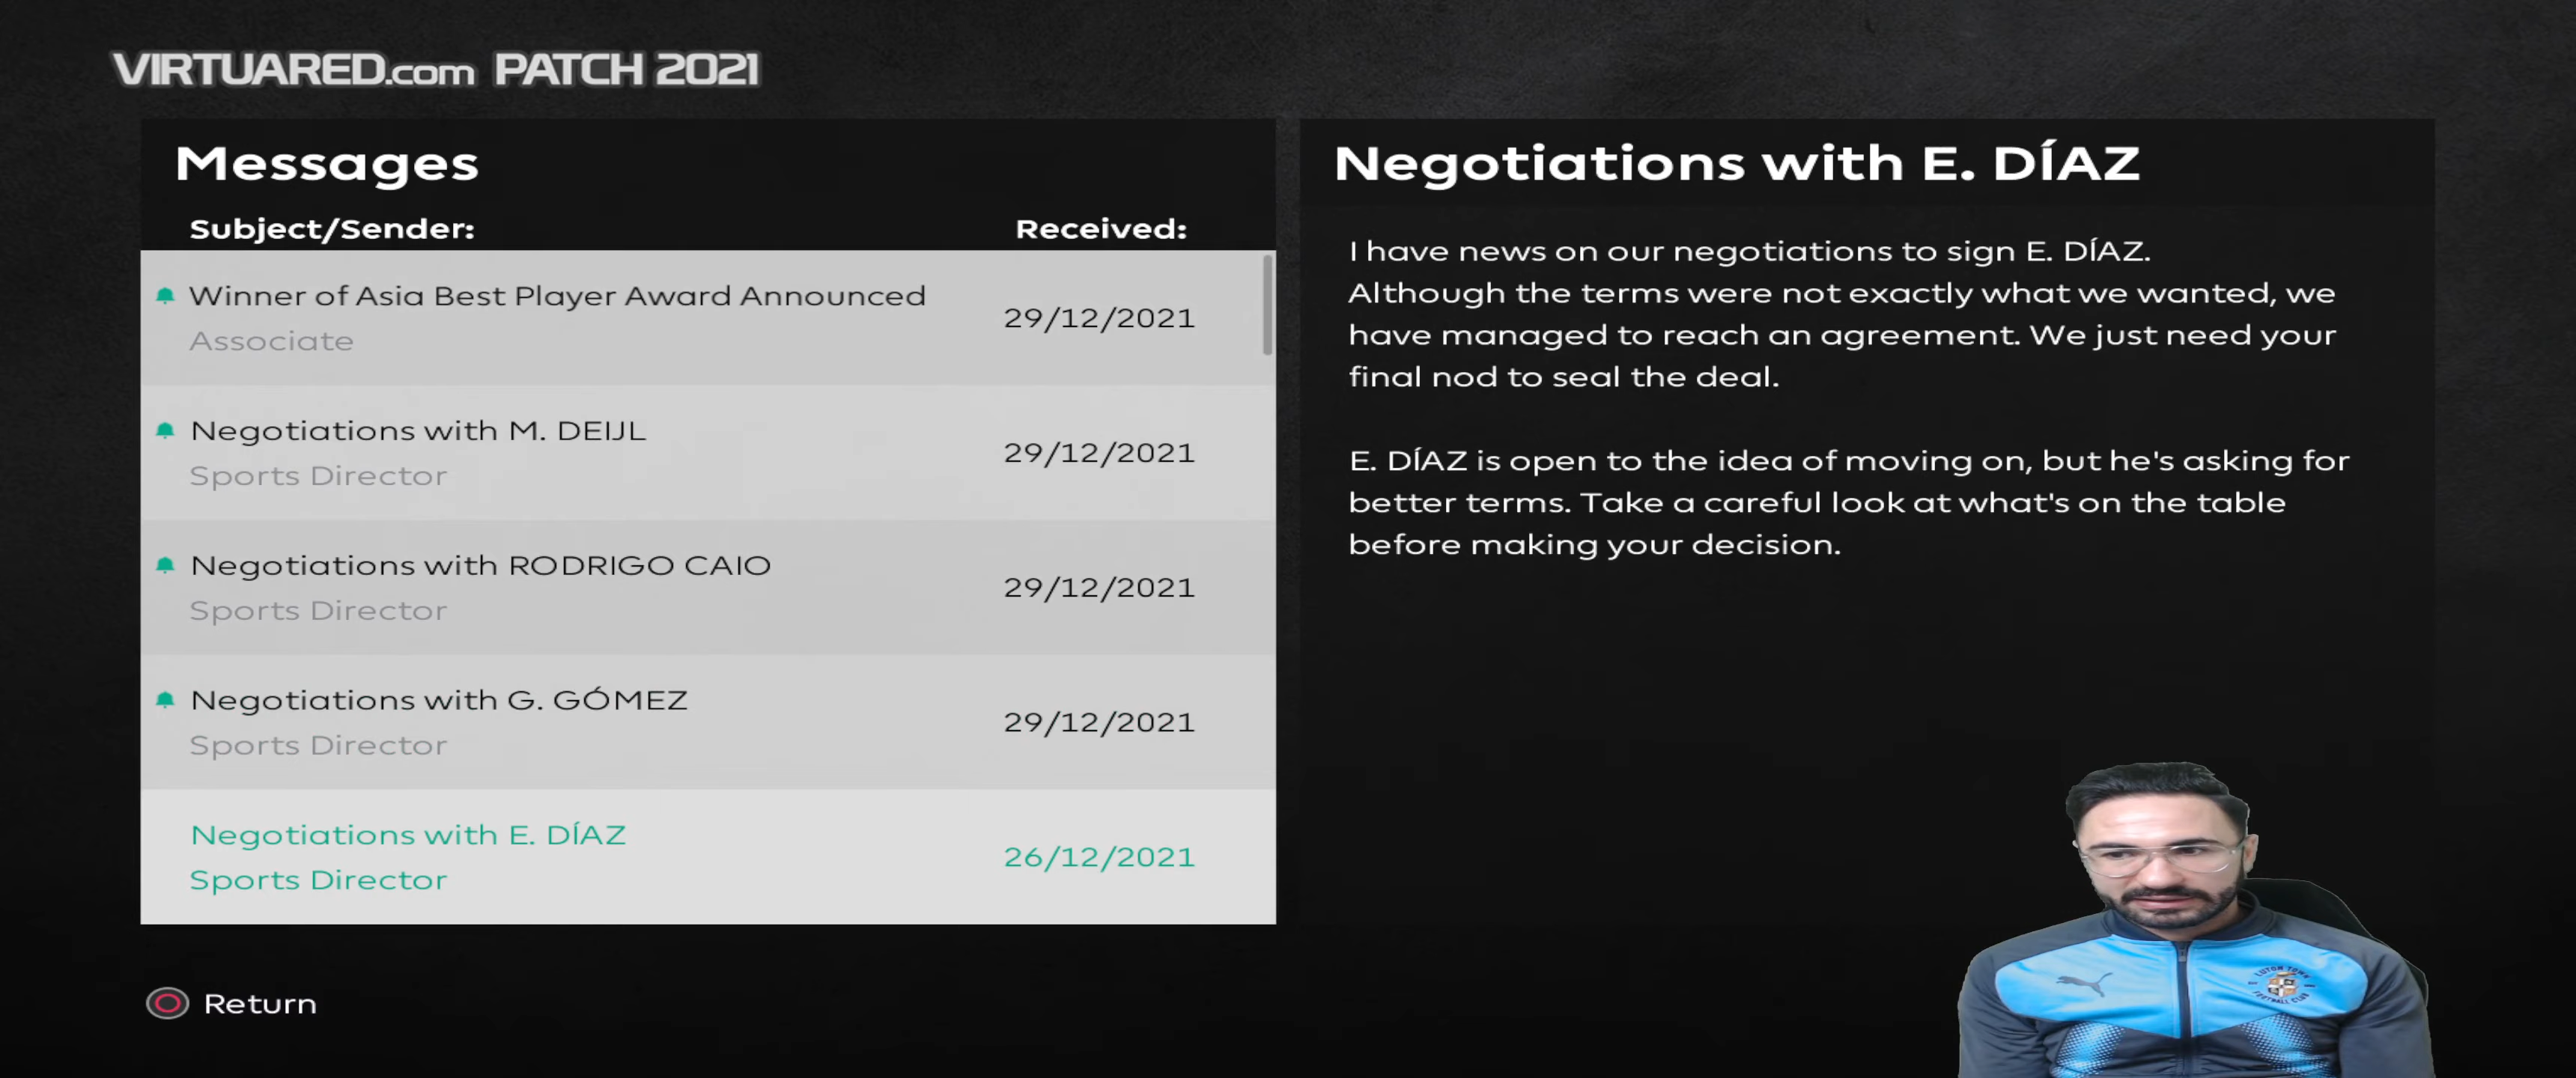 VIRTUARED.com PATCH 2021
Messages
Subject/Sender: Received:
Winner of Asia Best Player Award Announced
Associate
29/12/2021
Negotiations with M. DEIJL
Sports Director
29/12/2021
Negotiations with RODRIGO CAIO
Sports Director
29/12/2021
Negotiations with G. GÓMEZ
Sports Director
29/12/2021
Negotiations with E. DÍAZ
Sports Director
26/12/2021
Return
Negotiations with E. DÍAZ
I have news on our negotiations to sign E. DÍAZ.
Although the terms were not exactly what we wanted, we
have managed to reach an agreement. We just need your
final nod to seal the deal.
E. DÍAZ is open to the idea of moving on, but he's asking for
better terms. Take a careful look at what's on the table
before making your decision.
LUTON TOWN
FOOTBALL CLUB